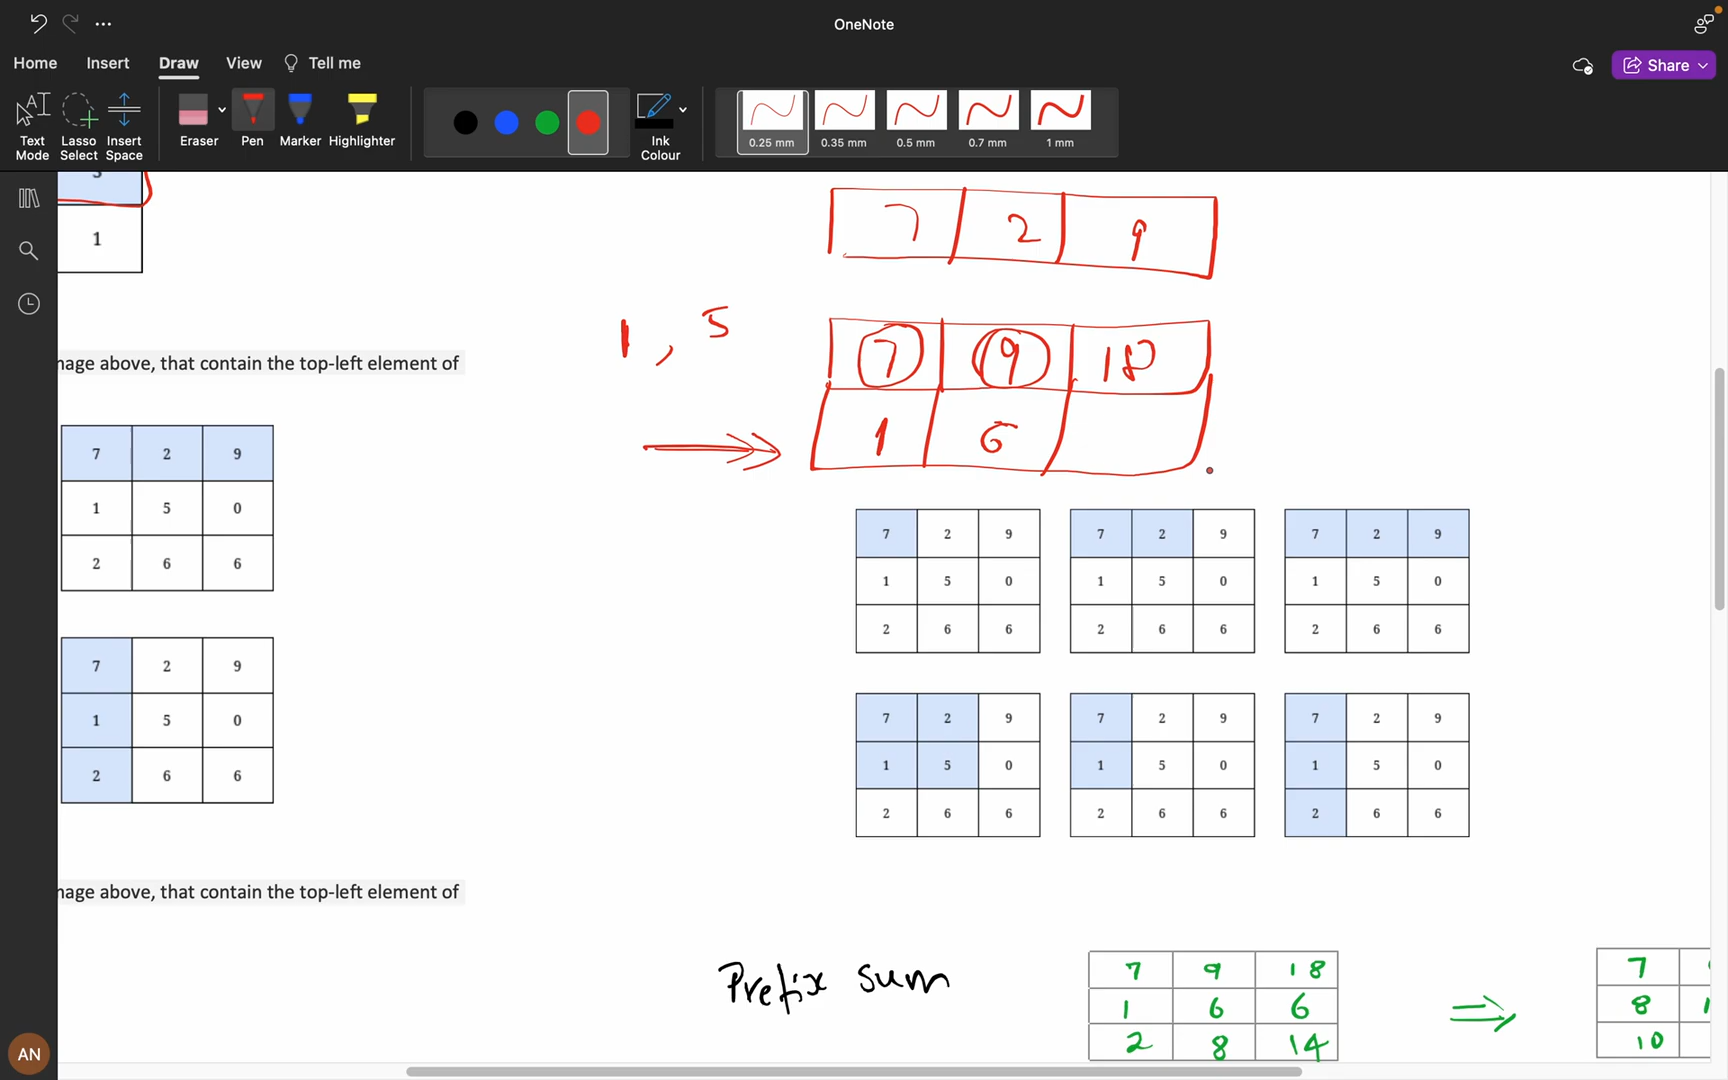 OneNote
Home Insert Draw View Tell me
Share
Text Mode
Lasso Select
Insert Space
Eraser
Pen
Marker
Highlighter
Ink Colour
0.25 mm 0.35 mm 0.5 mm 0.7 mm 1 mm
3
1
7 2 9
1 , 5
7 9 18
1 6
mage above, that contain the top-left element of
7 2 9
1 5 0
2 6 6
7 2 9
1 5 0
2 6 6
7 2 9 7 2 9 7 2 9
1 5 0 1 5 0 1 5 0
2 6 6 2 6 6 2 6 6
7 2 9 7 2 9 7 2 9
1 5 0 1 5 0 1 5 0
2 6 6 2 6 6 2 6 6
mage above, that contain the top-left element of
Prefix sum
7 9 18
1 6 6
2 8 14
⇒
7
8 1
10
AN